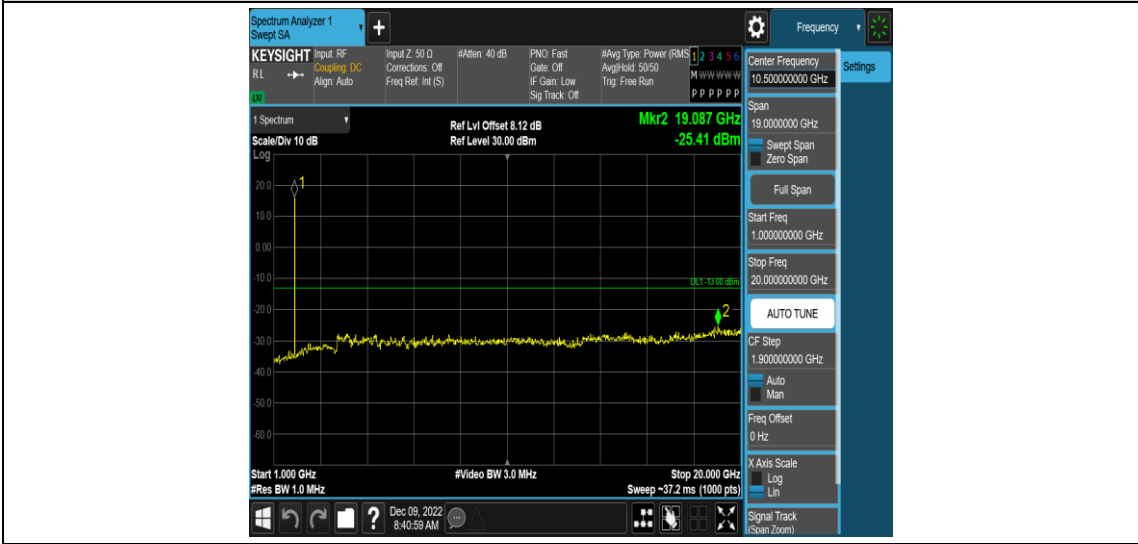 Spectrum Analyzer 1
Swept SA
Frequency
KEYSIGHT
RL
Input: RF
Coupling: DC
Align: Auto
Input Z: 50 Ω
Corrections: Off
Freq Ref: Int (S)
#Atten: 40 dB
PNO: Fast
Gate: Off
IF Gain: Low
Sig Track: Off
#Avg Type: Power (RMS
Avg|Hold: 50/50
Trig: Free Run
1 2 3 4 5 6
M W W W W W
P P P P P P
1 Spectrum
Scale/Div 10 dB
Log
Ref Lvl Offset 8.12 dB
Ref Level 30.00 dBm
Mkr2 19.087 GHz
-25.41 dBm
20.0
10.0
0.00
-10.0
-20.0
-30.0
-40.0
-50.0
-60.0
1
DL1 -13.00 dBm
2
Start 1.000 GHz
#Res BW 1.0 MHz
#Video BW 3.0 MHz
Stop 20.000 GHz
Sweep ~37.2 ms (1000 pts)
Dec 09, 2022
8:40:59 AM
Center Frequency
10.500000000 GHz
Settings
Span
19.0000000 GHz
Swept Span
Zero Span
Full Span
Start Freq
1.000000000 GHz
Stop Freq
20.000000000 GHz
AUTO TUNE
CF Step
1.900000000 GHz
Auto
Man
Freq Offset
0 Hz
X Axis Scale
Log
Lin
Signal Track
(Span Zoom)